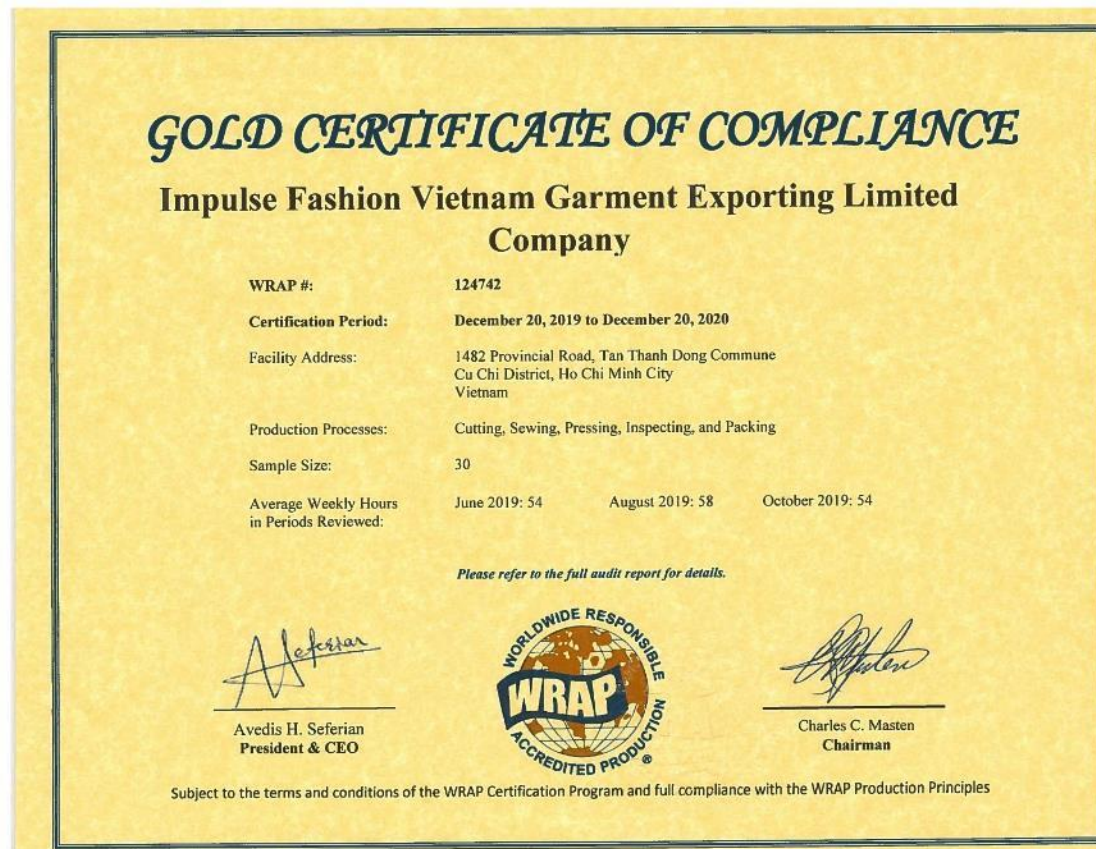 GOLD CERTIFICATE OF COMPLIANCE
Impulse Fashion Vietnam Garment Exporting Limited
Company
WRAP #: 124742
Certification Period: December 20, 2019 to December 20, 2020
Facility Address: 1482 Provincial Road, Tan Thanh Dong Commune
Cu Chi District, Ho Chi Minh City
Vietnam
Production Processes: Cutting, Sewing, Pressing, Inspecting, and Packing
Sample Size: 30
Average Weekly Hours June 2019: 54 August 2019: 58 October 2019: 54
in Periods Reviewed:
Please refer to the full audit report for details.
WORLDWIDE RESPONSIBLE
WRAP
ACCREDITED PRODUCTION ®
Avedis H. Seferian
President & CEO
Charles C. Masten
Chairman
Subject to the terms and conditions of the WRAP Certification Program and full compliance with the WRAP Production Principles